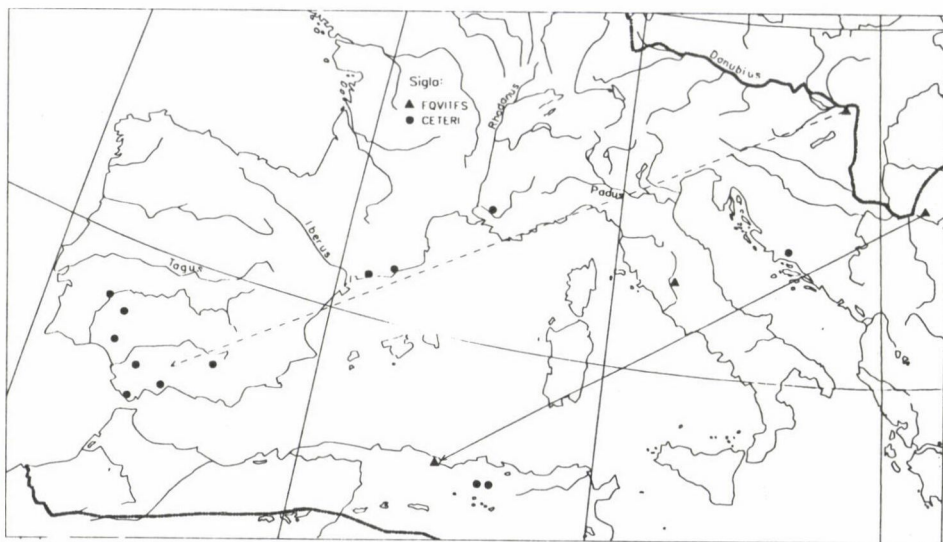 Danubius
Sigla:
EQVITES
CETERI
Rhodanus
Padus
Iberus
Tagus